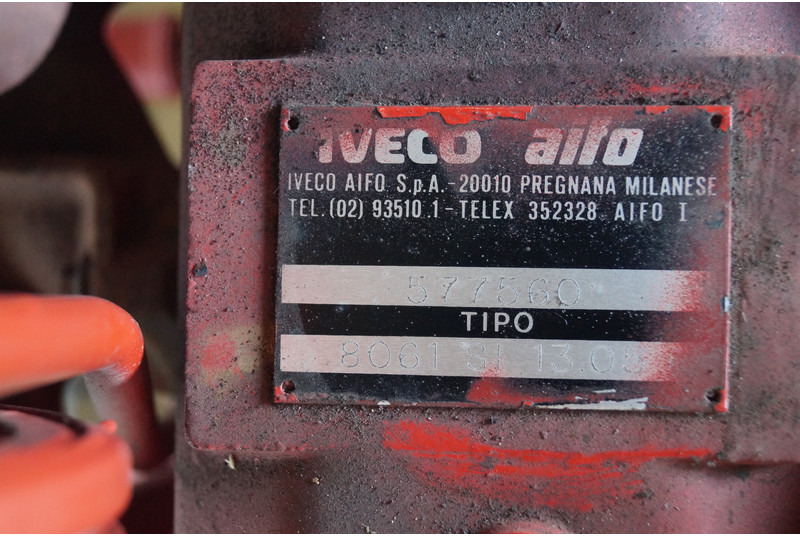 IVECO aifo
IVECO AIFO S.p.A.-20010 PREGNANA MILANESE
TEL.(02) 93510.1-TELEX 352328 AIFO I
577560
TIPO
8061 13.05